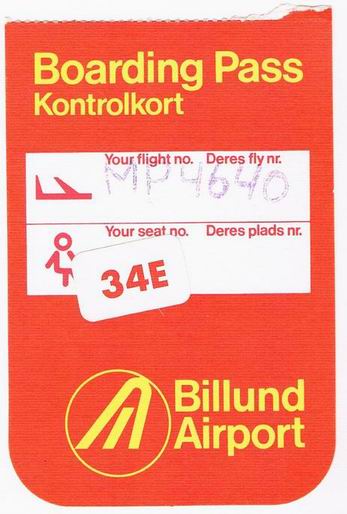 Boarding Pass
Kontrolkort
Your flight no. Deres fly nr.
MP4640
Your seat no. Deres plads nr.
34E
Billund
Airport